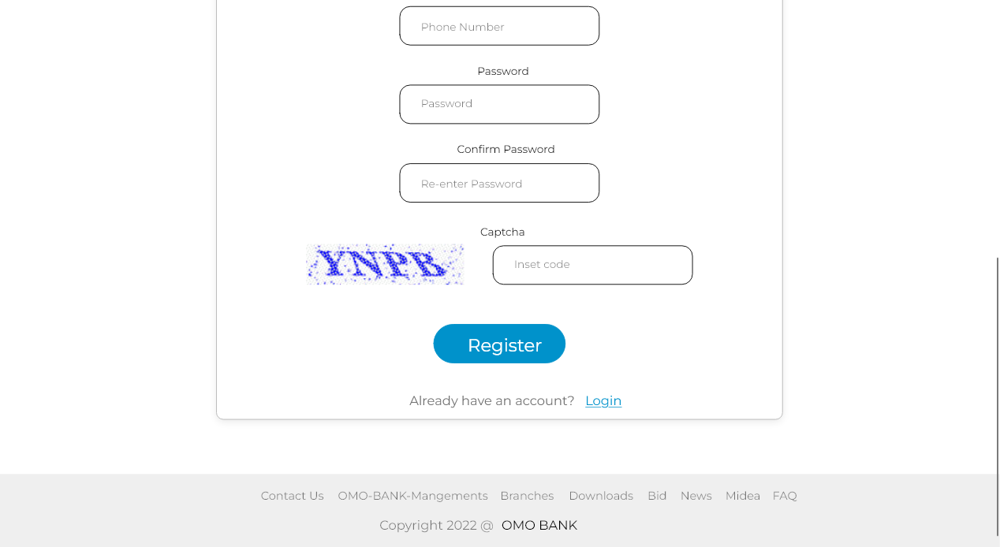 Phone Number
Password
Password
Confirm Password
Re-enter Password
Captcha
YNPB Inset code
Register
Already have an account? Login
Contact Us OMO-BANK-Mangements Branches Downloads Bid News Midea FAQ
Copyright 2022 @ OMO BANK